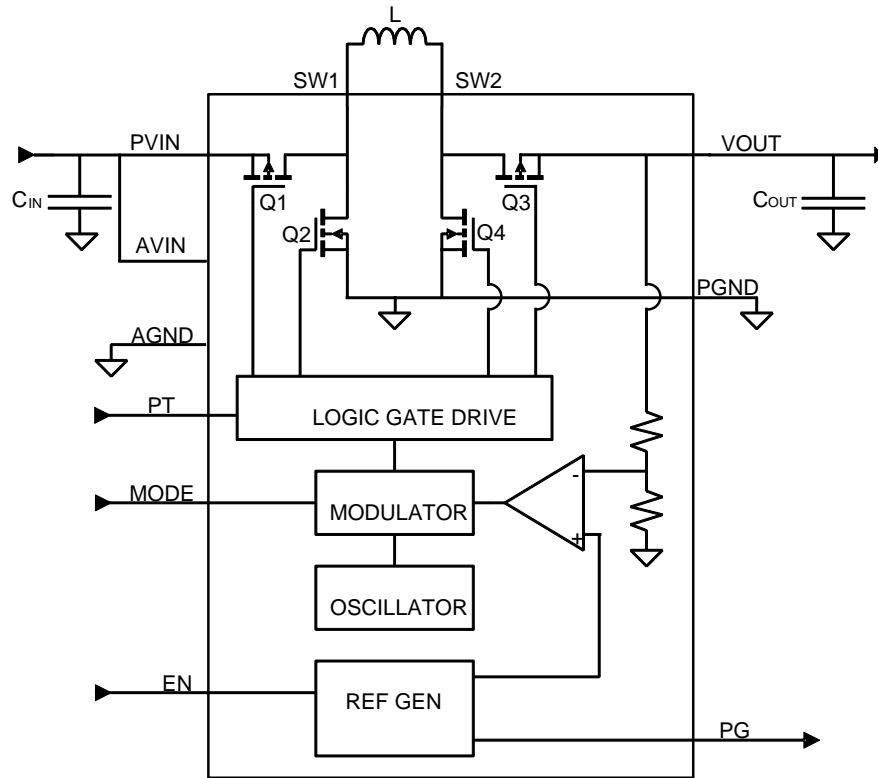 L
SW1
SW2
PVIN
VOUT
CIN
Q1
Q3
COUT
Q2
Q4
AVIN
PGND
AGND
PT
LOGIC GATE DRIVE
-
MODE
MODULATOR
+
OSCILLATOR
EN
REF GEN
PG